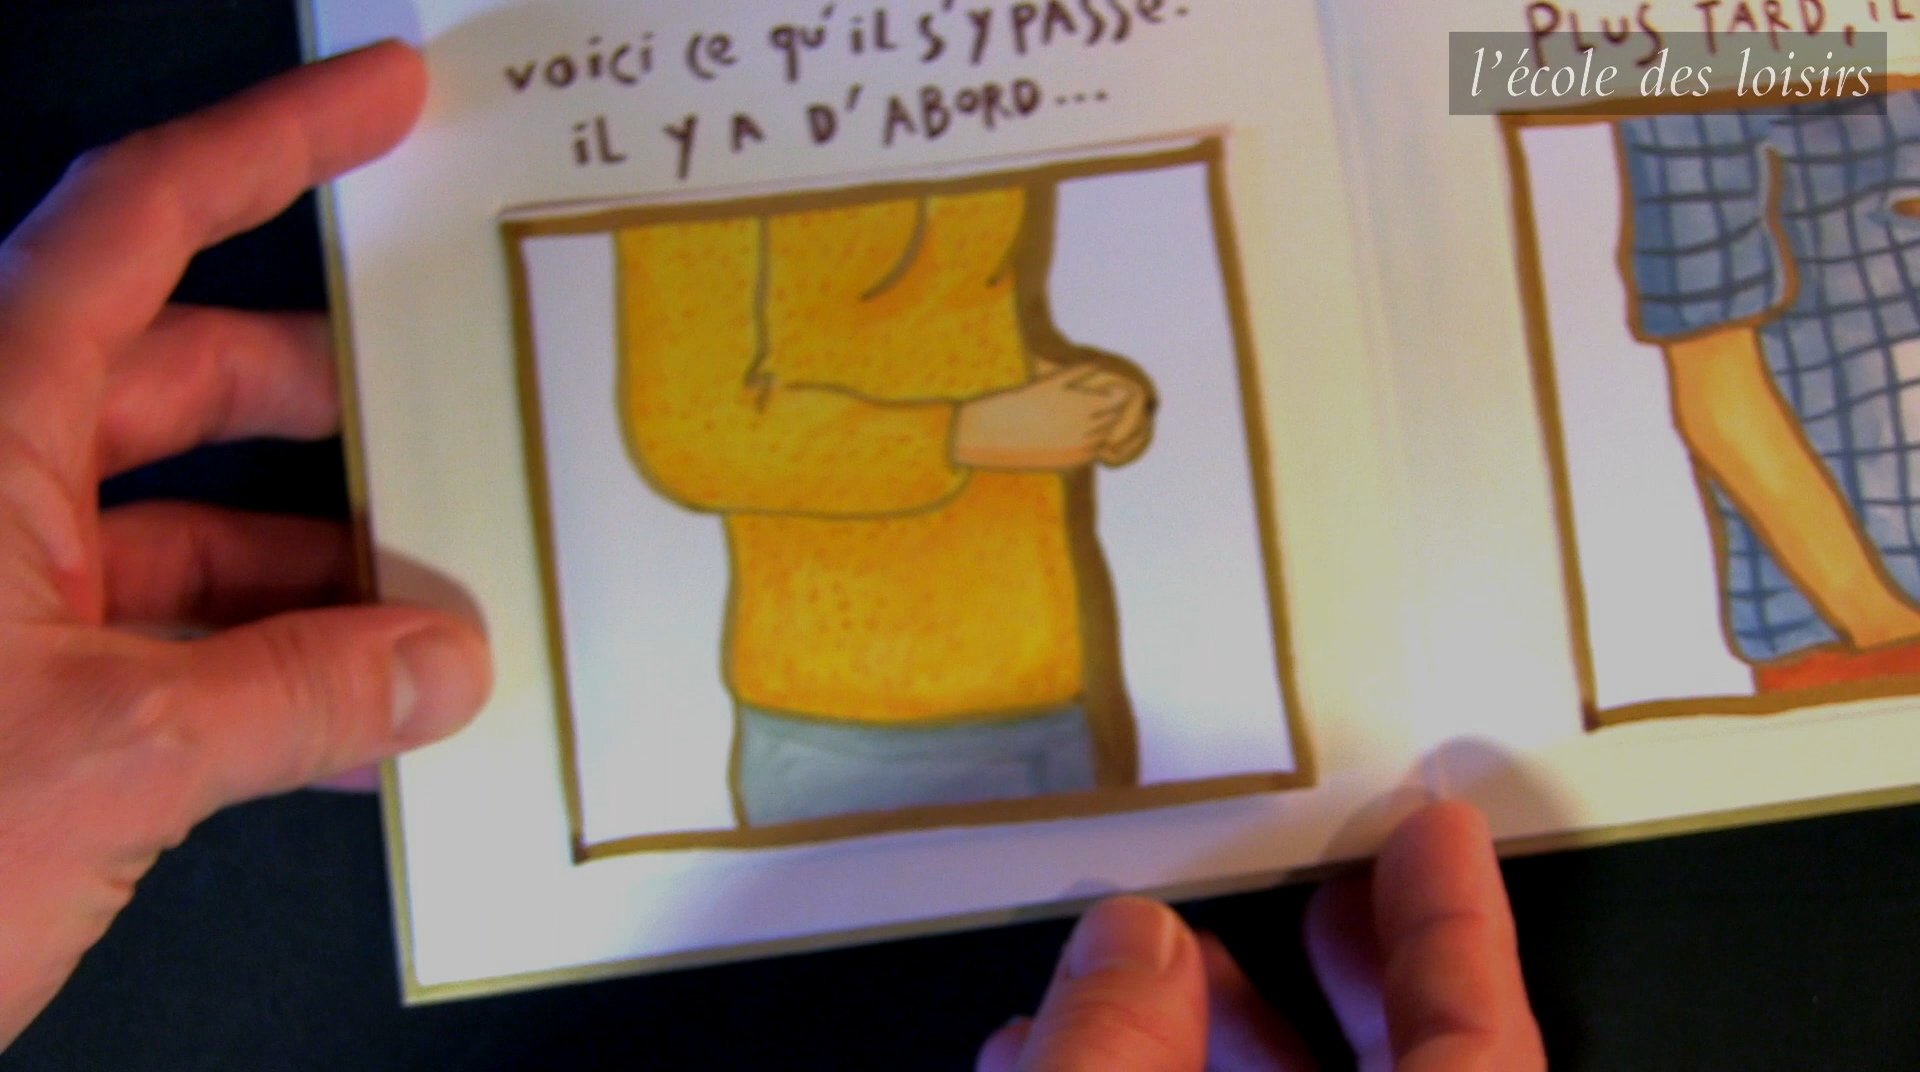 voici ce qu'il s'y passe.
il y a d'abord...
Plus tard, il
l'école des loisirs